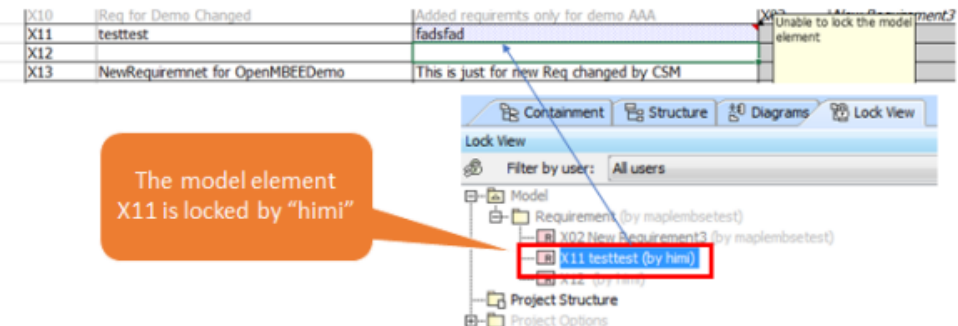 X10 Req for Demo Changed Added requiremts only for demo AAA X02 New Requirement3
Unable to lock the model element
X11 testtest fadsfad
X12
X13 NewRequiremnet for OpenMBEEDemo This is just for new Req changed by CSM
Containment Structure Diagrams Lock View
Lock View
Filter by user: All users
The model element
X11 is locked by “himi”
Model
Requirement (by maplembsetest)
X02 New Requirement3 (by maplembsetest)
X11 testtest (by himi)
X12 (by himi)
Project Structure
Project Options